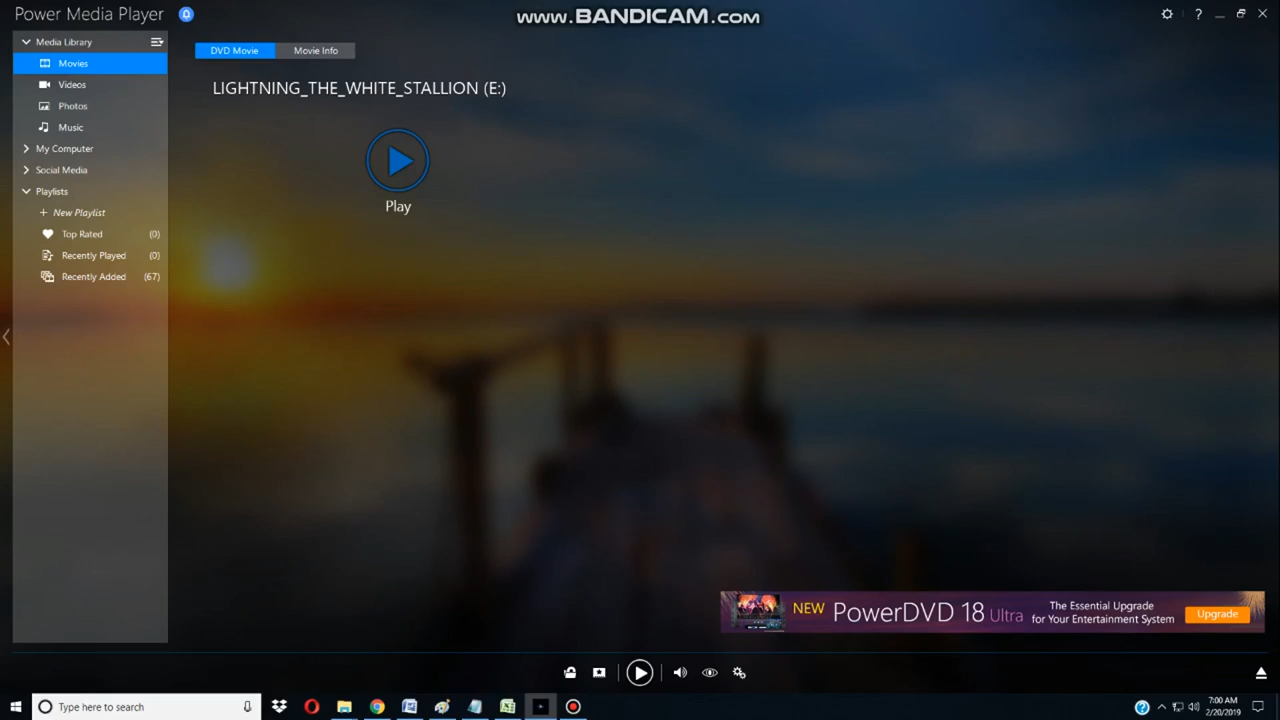 Power Media Player
www.BANDICAM.com
?
Media Library
Movies
Videos
Photos
Music
My Computer
Social Media
Playlists
+ New Playlist
Top Rated (0)
Recently Played (0)
Recently Added (67)
DVD Movie
Movie Info
LIGHTNING_THE_WHITE_STALLION (E:)
Play
NEW PowerDVD 18 Ultra
The Essential Upgrade
for Your Entertainment System
Upgrade
Type here to search
7:00 AM
2/20/2019